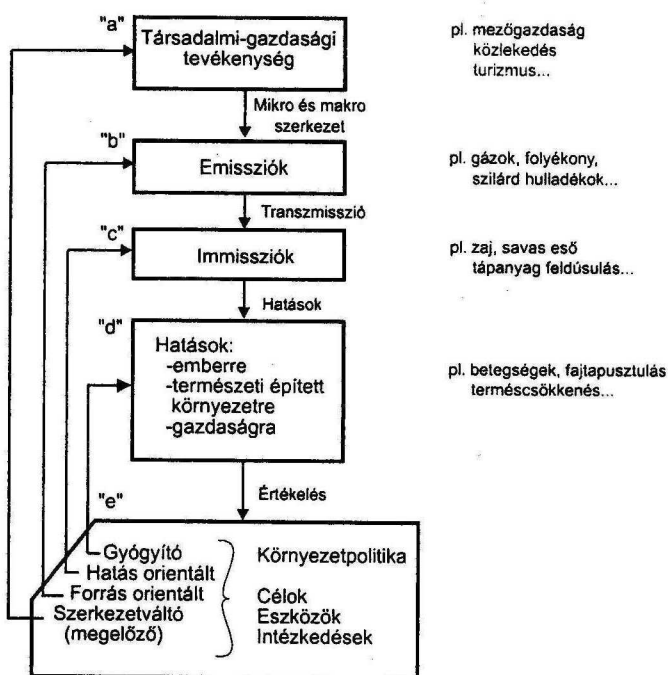 "a"
Társadalmi-gazdasági
tevékenység
pl. mezőgazdaság
közlekedés
turizmus...
Mikro és makro
szerkezet
"b"
Emissziók
pl. gázok, folyékony,
szilárd hulladékok...
Transzmisszió
"c"
Immissziók
pl. zaj, savas eső
tápanyag feldúsulás...
Hatások
"d"
Hatások:
-emberre
-természeti épített
környezetre
-gazdaságra
pl. betegségek, fajtapusztulás
terméscsökkenés...
Értékelés
"e"
Gyógyító
Hatás orientált
Forrás orientált
Szerkezetváltó
(megelőző)
Környezetpolitika
Célok
Eszközök
Intézkedések